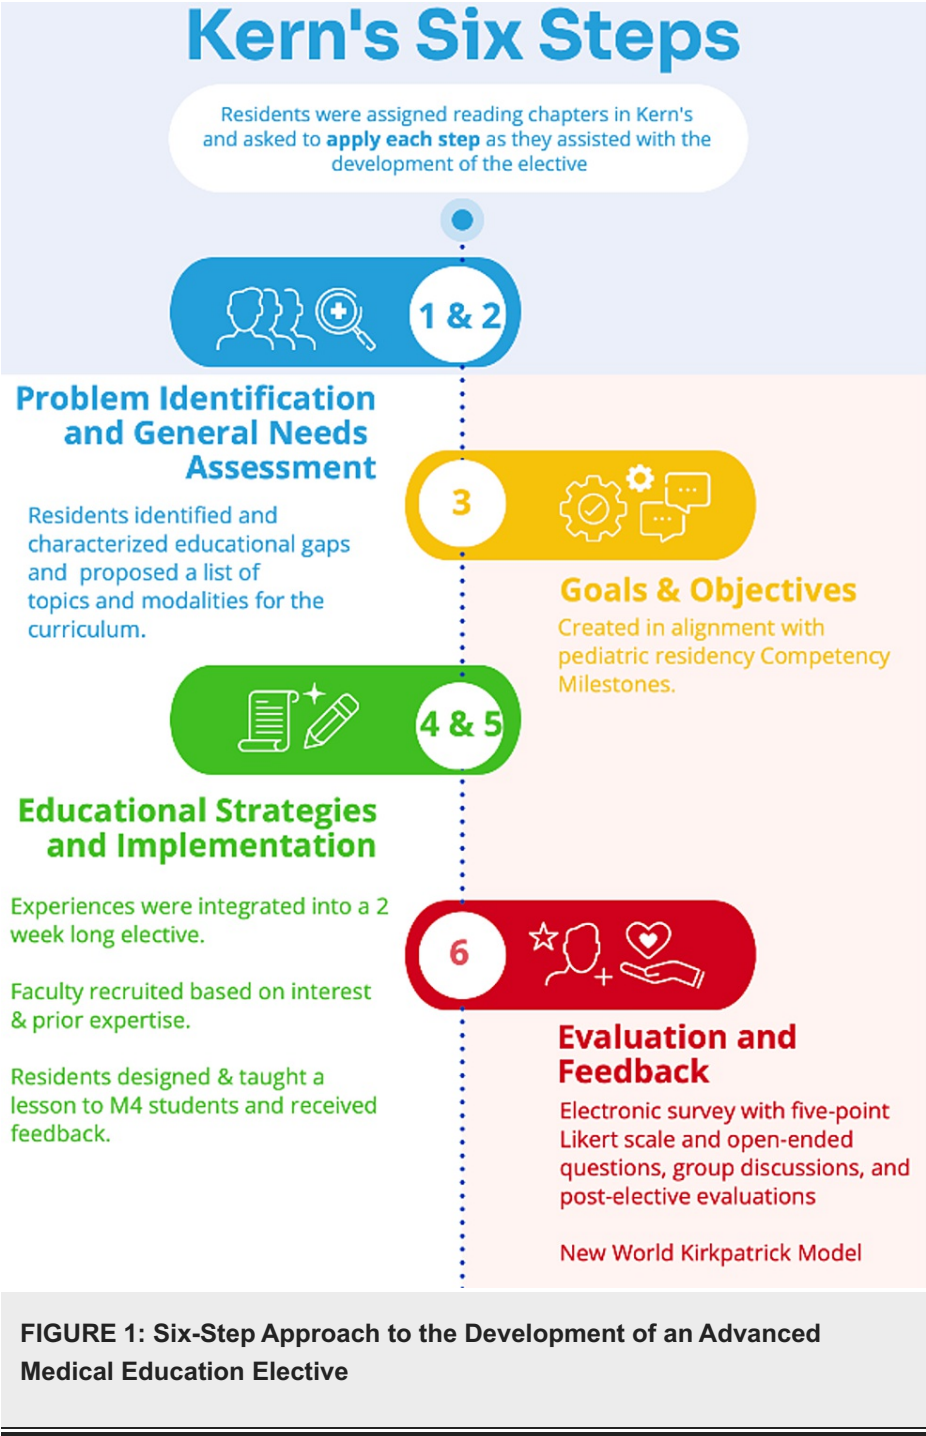 Kern's Six Steps
Residents were assigned reading chapters in Kern's
and asked to apply each step as they assisted with the
development of the elective
1 & 2
Problem Identification
and General Needs
Assessment
Residents identified and
characterized educational gaps
and proposed a list of
topics and modalities for the
curriculum.
3
Goals & Objectives
Created in alignment with
pediatric residency Competency
Milestones.
4 & 5
Educational Strategies
and Implementation
Experiences were integrated into a 2
week long elective.
Faculty recruited based on interest
& prior expertise.
Residents designed & taught a
lesson to M4 students and received
feedback.
6
Evaluation and
Feedback
Electronic survey with five-point
Likert scale and open-ended
questions, group discussions, and
post-elective evaluations
New World Kirkpatrick Model
FIGURE 1: Six-Step Approach to the Development of an Advanced
Medical Education Elective